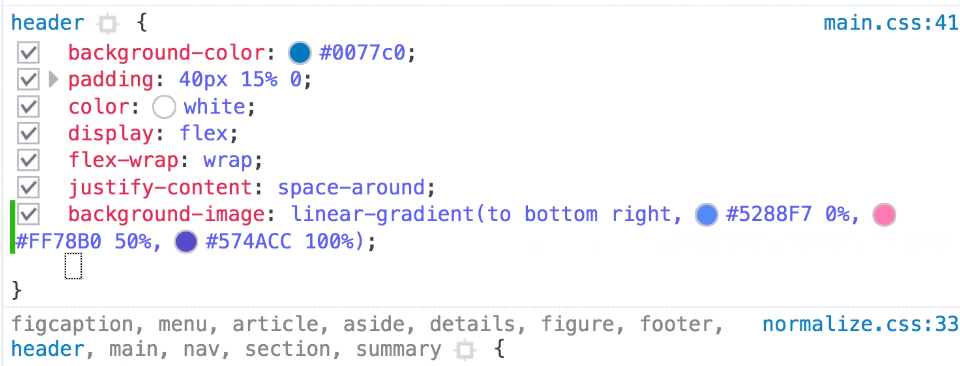 header {
main.css:41
background-color: #0077c0;
padding: 40px 15% 0;
color: white;
display: flex;
flex-wrap: wrap;
justify-content: space-around;
background-image: linear-gradient(to bottom right, #5288F7 0%,
#FF78B0 50%, #574ACC 100%);
}
figcaption, menu, article, aside, details, figure, footer,
normalize.css:33
header, main, nav, section, summary {